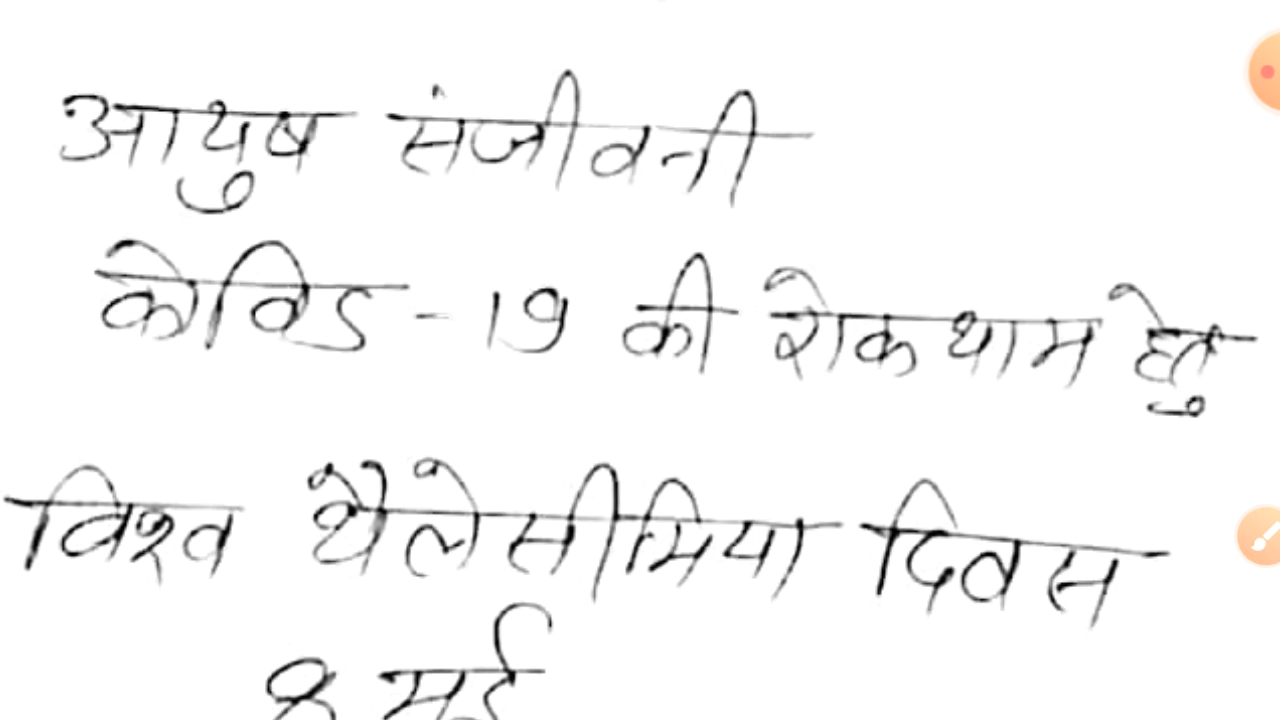 आयुष संजीवनी
कोविड - 19 की रोकथाम हेतु
विश्व थैलेसीमिया दिवस
8 मई